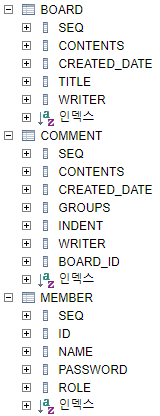 BOARD
SEQ
CONTENTS
CREATED_DATE
TITLE
WRITER
인덱스
COMMENT
SEQ
CONTENTS
CREATED_DATE
GROUPS
INDENT
WRITER
BOARD_ID
인덱스
MEMBER
SEQ
ID
NAME
PASSWORD
ROLE
인덱스